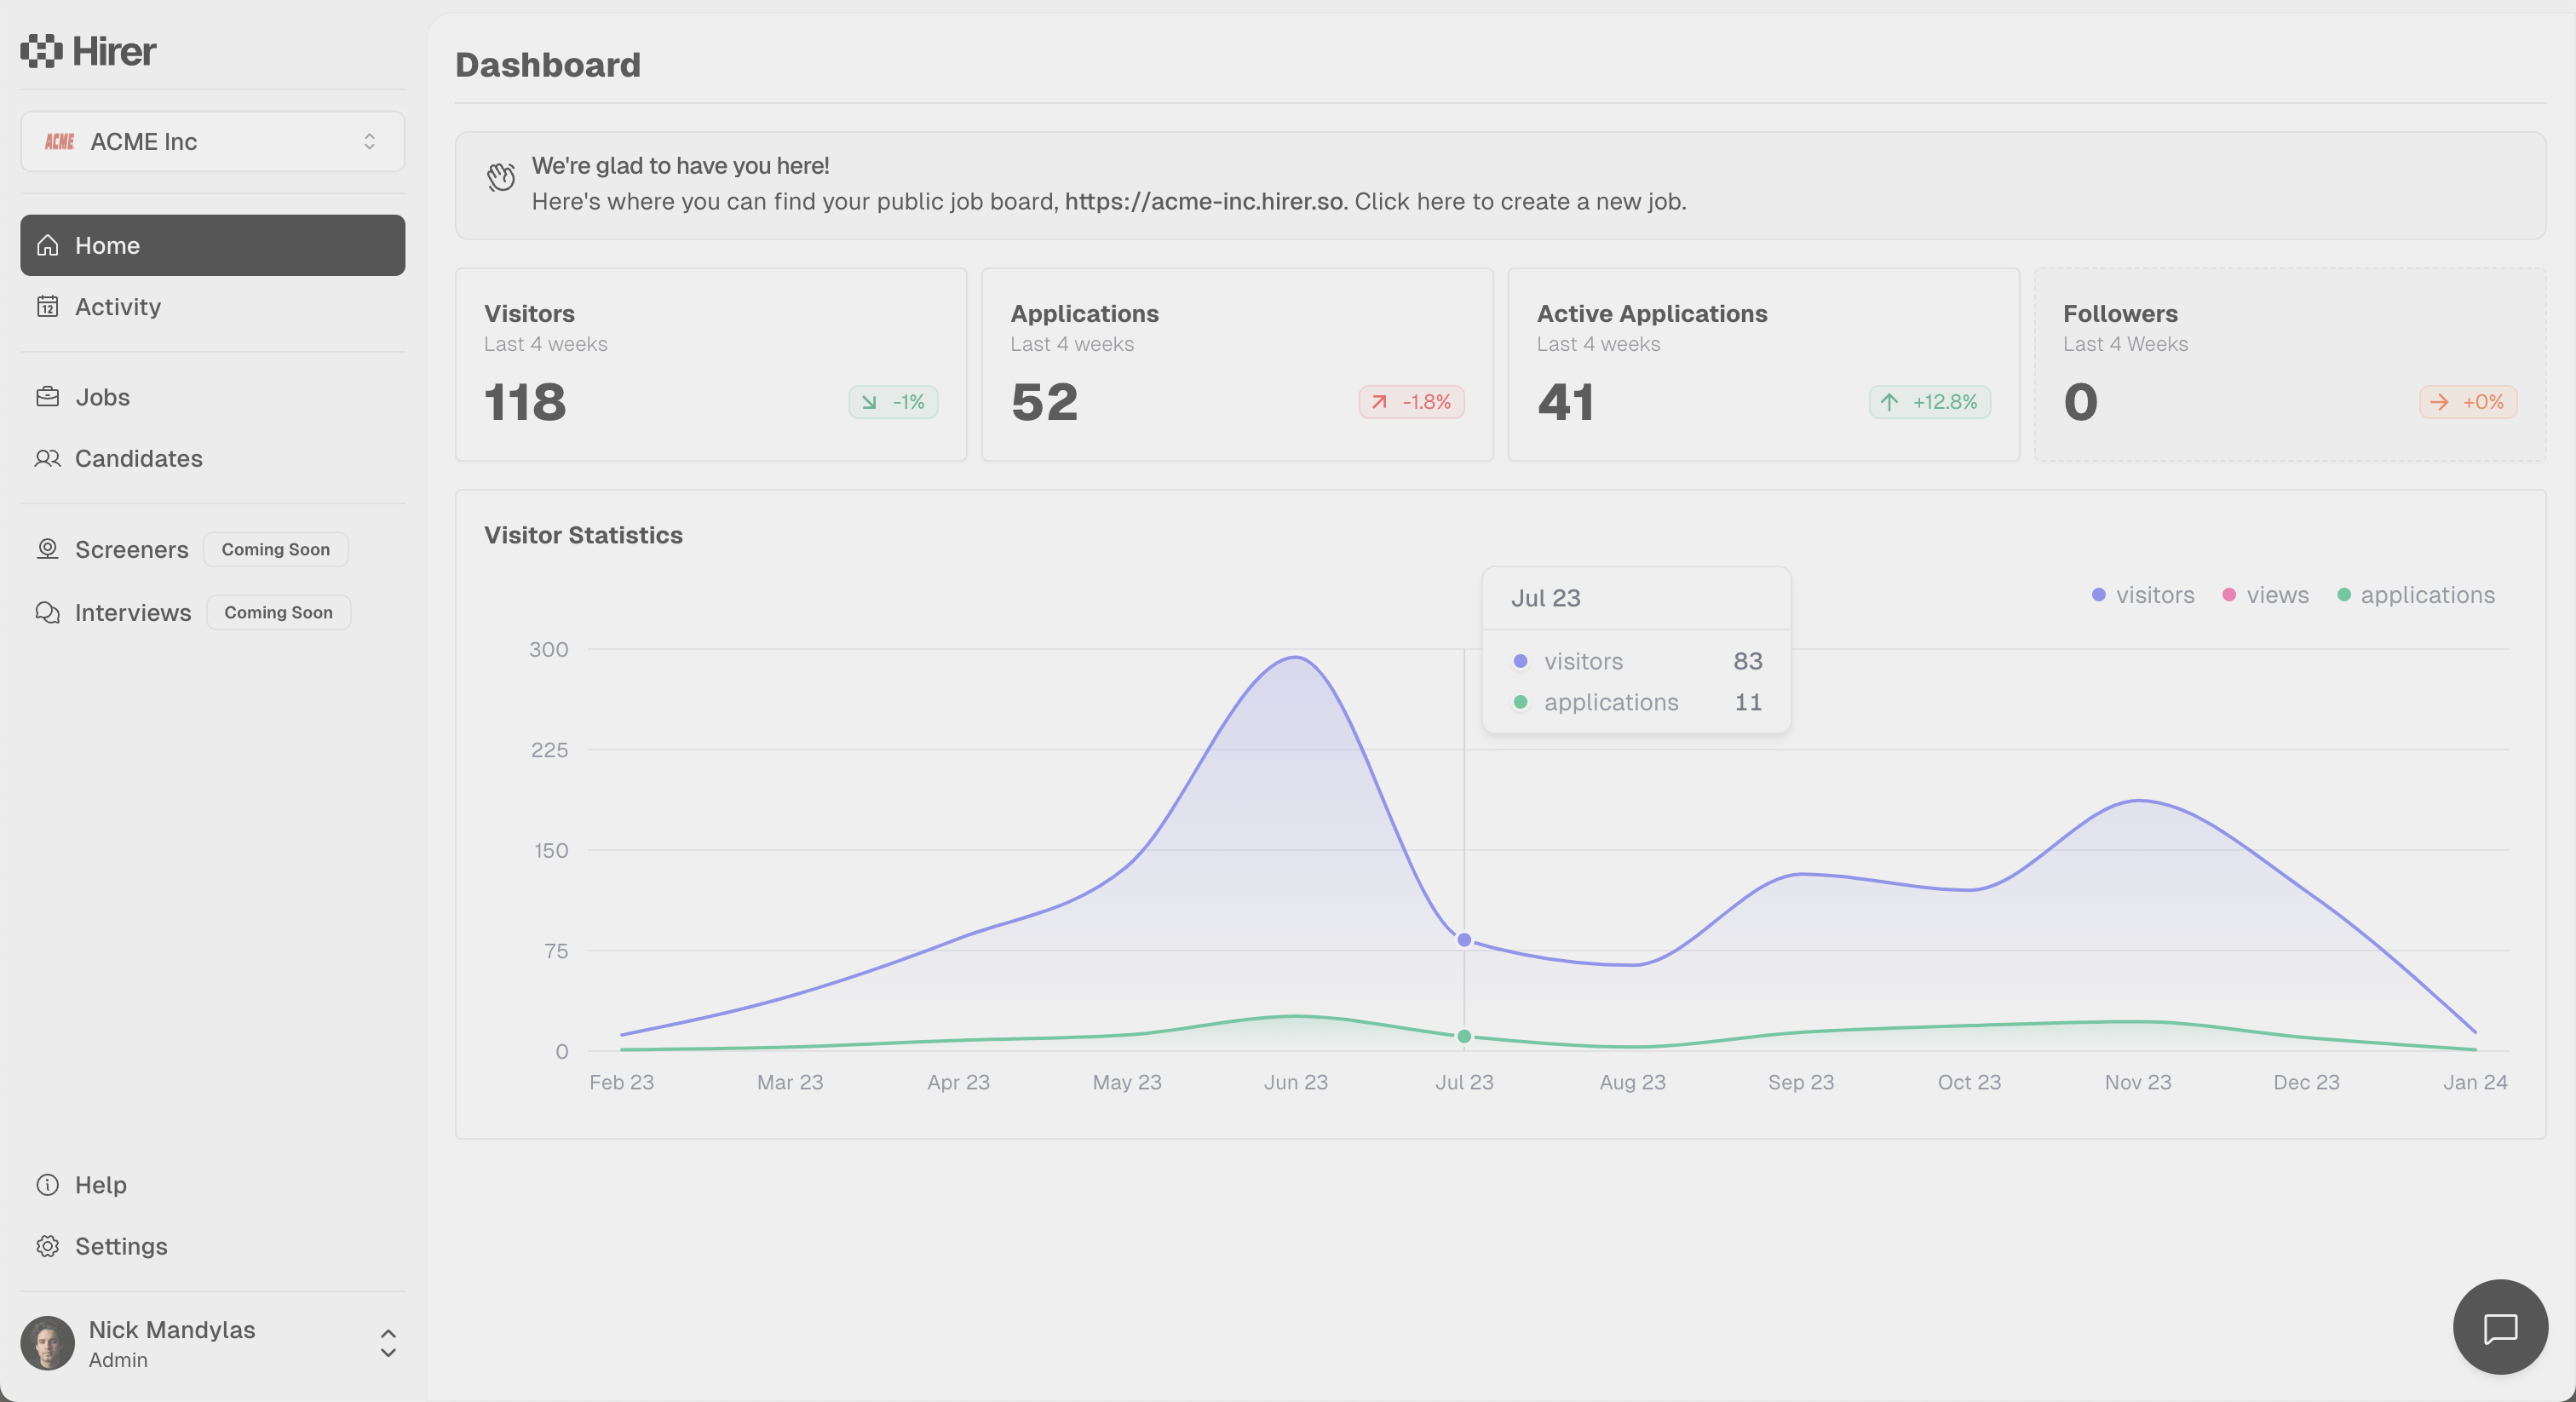 Hirer
ACME ACME Inc
Home
12 Activity
Jobs
Candidates
Screeners Coming Soon
Interviews Coming Soon
Help
Settings
Nick Mandylas
Admin
Dashboard
We're glad to have you here!
Here's where you can find your public job board, https://acme-inc.hirer.so. Click here to create a new job.
Visitors
Last 4 weeks
118 -1%
Applications
Last 4 weeks
52 -1.8%
Active Applications
Last 4 weeks
41 +12.8%
Followers
Last 4 Weeks
0 +0%
Visitor Statistics
visitors views applications
Jul 23
visitors 83
applications 11
300
225
150
75
0
Feb 23 Mar 23 Apr 23 May 23 Jun 23 Jul 23 Aug 23 Sep 23 Oct 23 Nov 23 Dec 23 Jan 24